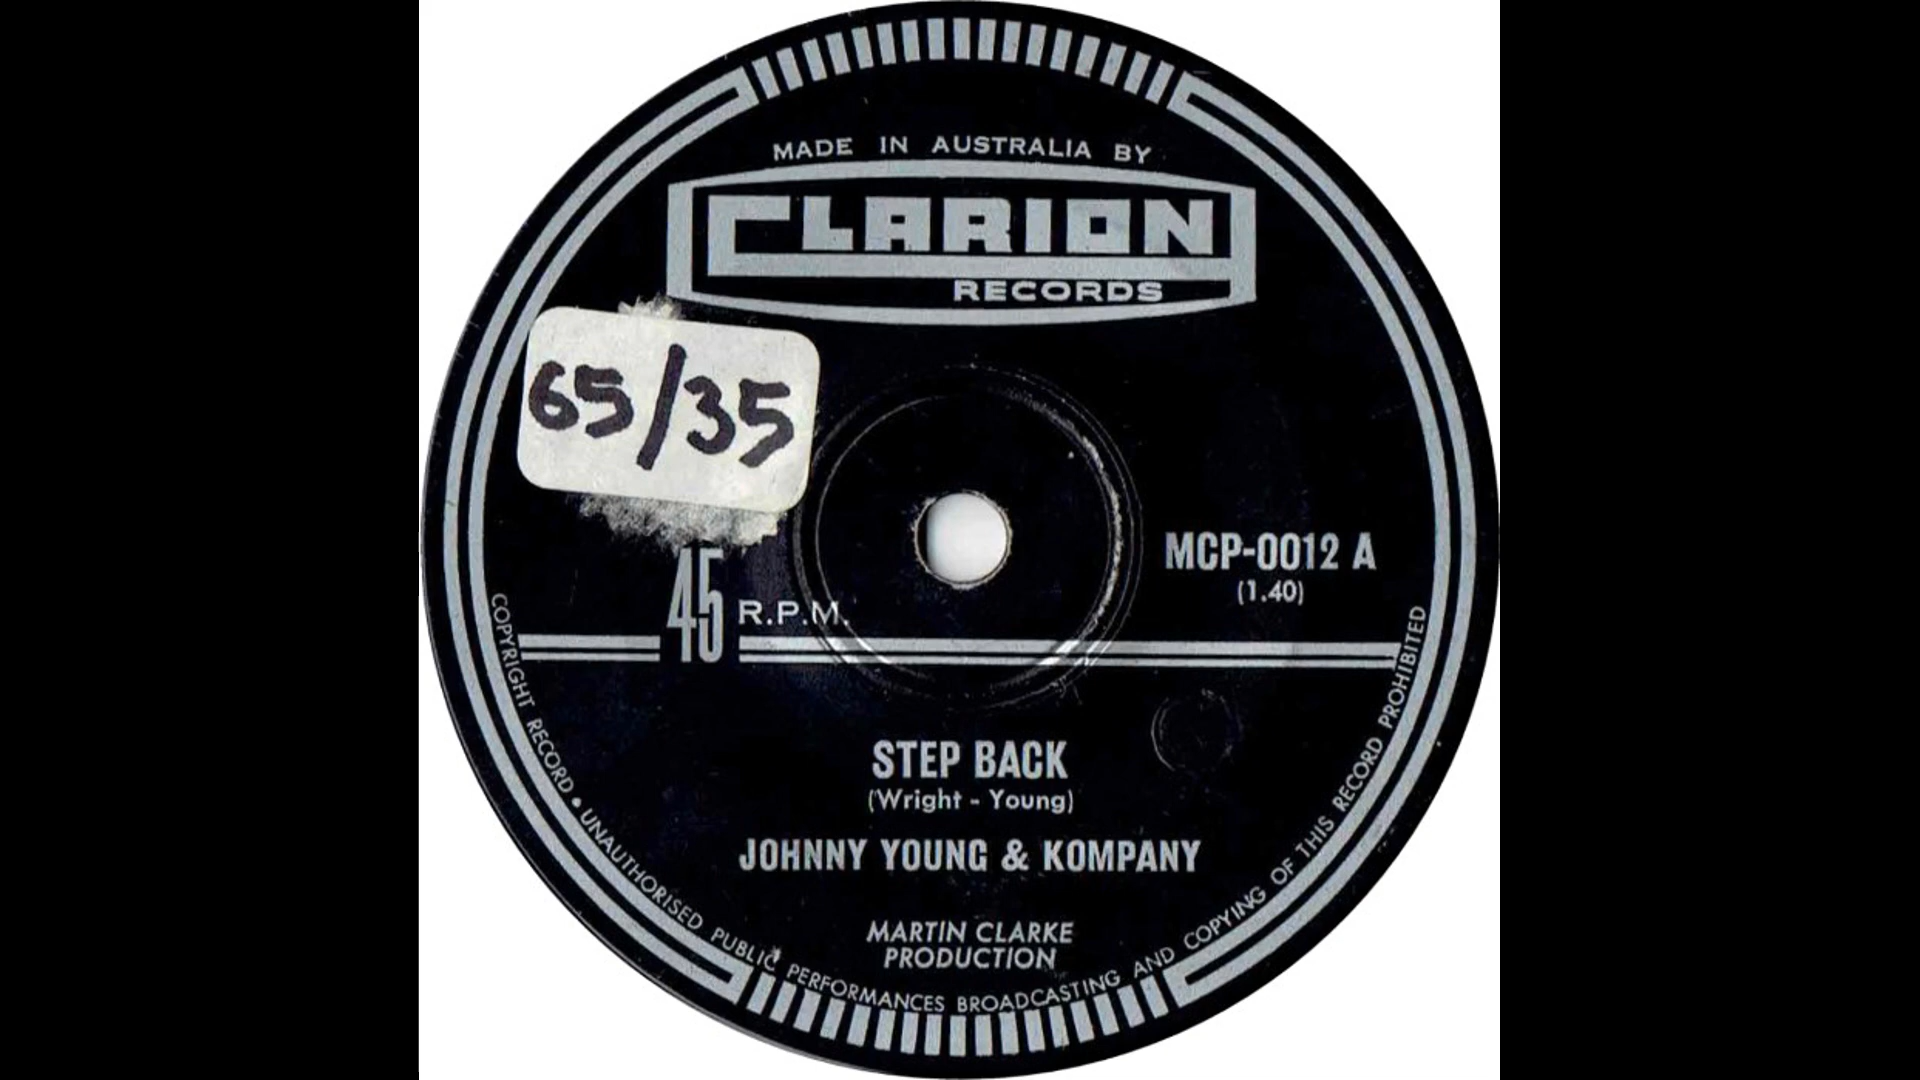 MADE IN AUSTRALIA BY
CLARION
RECORDS
65/35
MCP-0012 A
(1.40)
45 R.P.M.
STEP BACK
(Wright - Young)
JOHNNY YOUNG & KOMPANY
MARTIN CLARKE
PRODUCTION
COPYRIGHT RECORD • UNAUTHORISED PUBLIC PERFORMANCES BROADCASTING AND COPYING OF THIS RECORD PROHIBITED